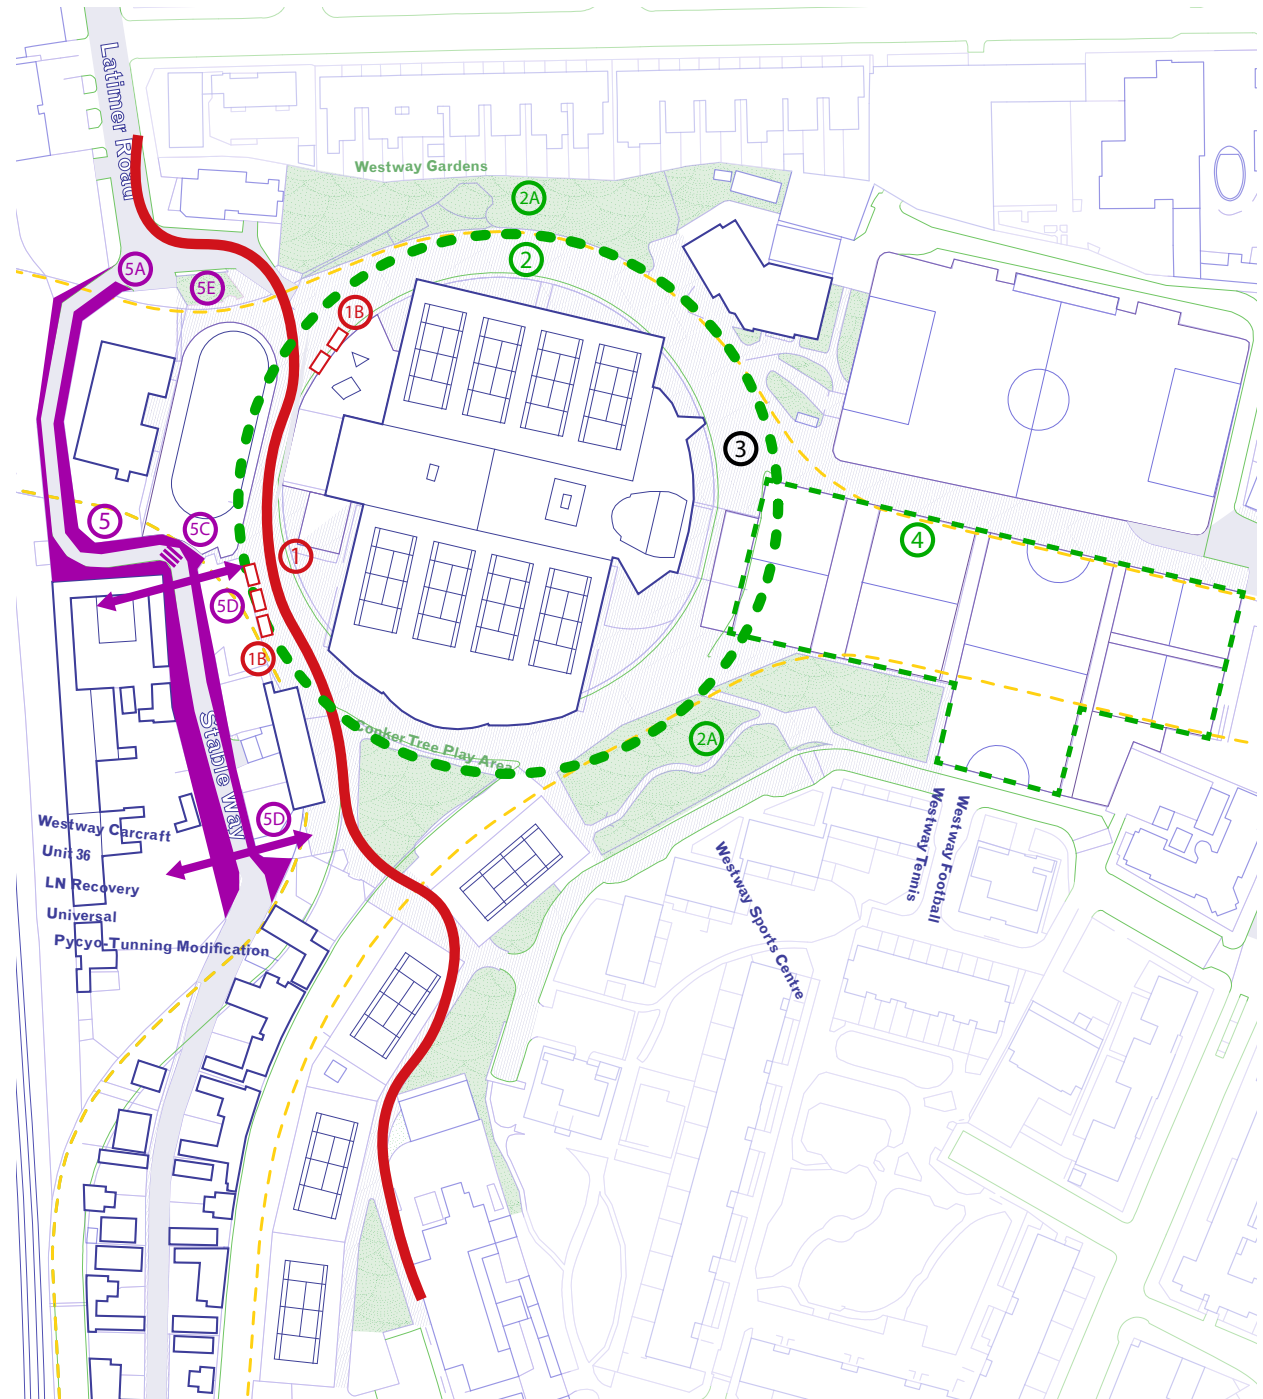 Latimer Road
Westway Gardens
2A
2
5A
5E
1B
3
5
5C
4
1
5D
1B
Stable Way
Conker Tree Play Area
2A
5D
Westway Carcraft
Unit 36
LN Recovery
Universal
Pycyo-Tunning Modification
Westway Sports Centre
Westway Tennis
Westway Football